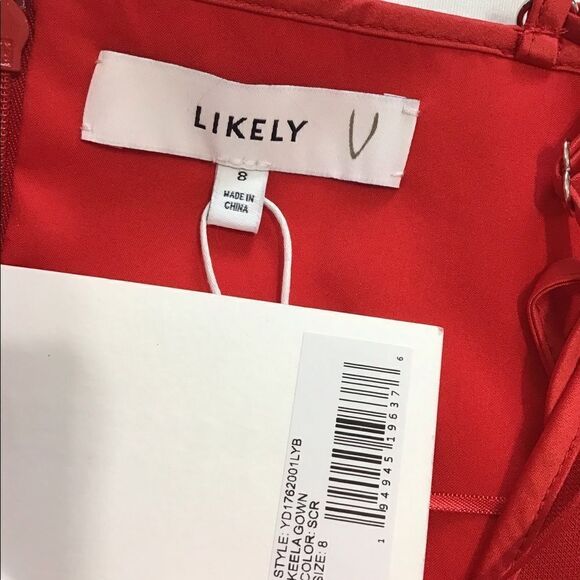 LIKELY V
8
MADE IN
CHINA
STYLE: YD1762001LYB
KEELA GOWN
COLOR: SCR
SIZE: 8
1 94945 19637 6